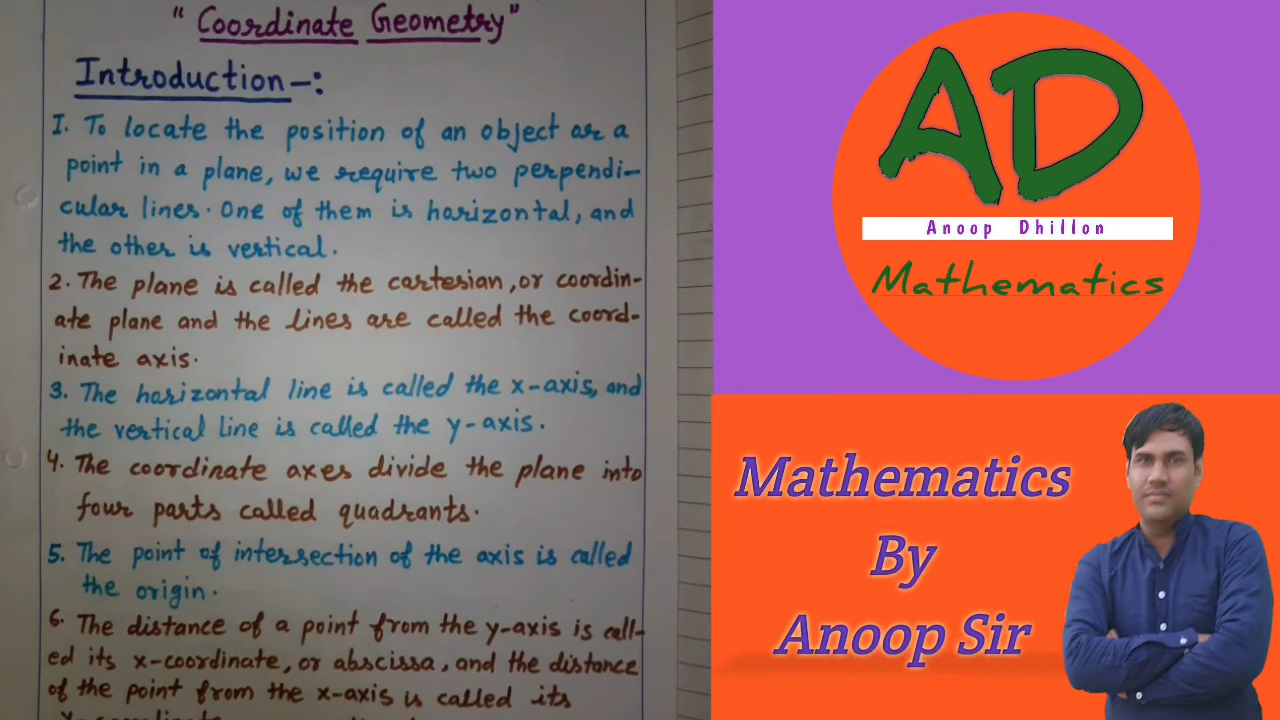 “Coordinate Geometry”
Introduction-:
1. To locate the position of an object or a
point in a plane, we require two perpendi-
cular lines. One of them is horizontal, and
the other is vertical.
2. The plane is called the cartesian, or coordin-
ate plane and the lines are called the coord-
inate axis.
3. The horizontal line is called the x-axis, and
the vertical line is called the y-axis.
4. The coordinate axes divide the plane into
four parts called quadrants.
5. The point of intersection of the axis is called
the origin.
6. The distance of a point from the y-axis is call-
ed its x-coordinate, or abscissa, and the distance
of the point from the x-axis is called its
AD
Anoop Dhillon
Mathematics
Mathematics
By
Anoop Sir